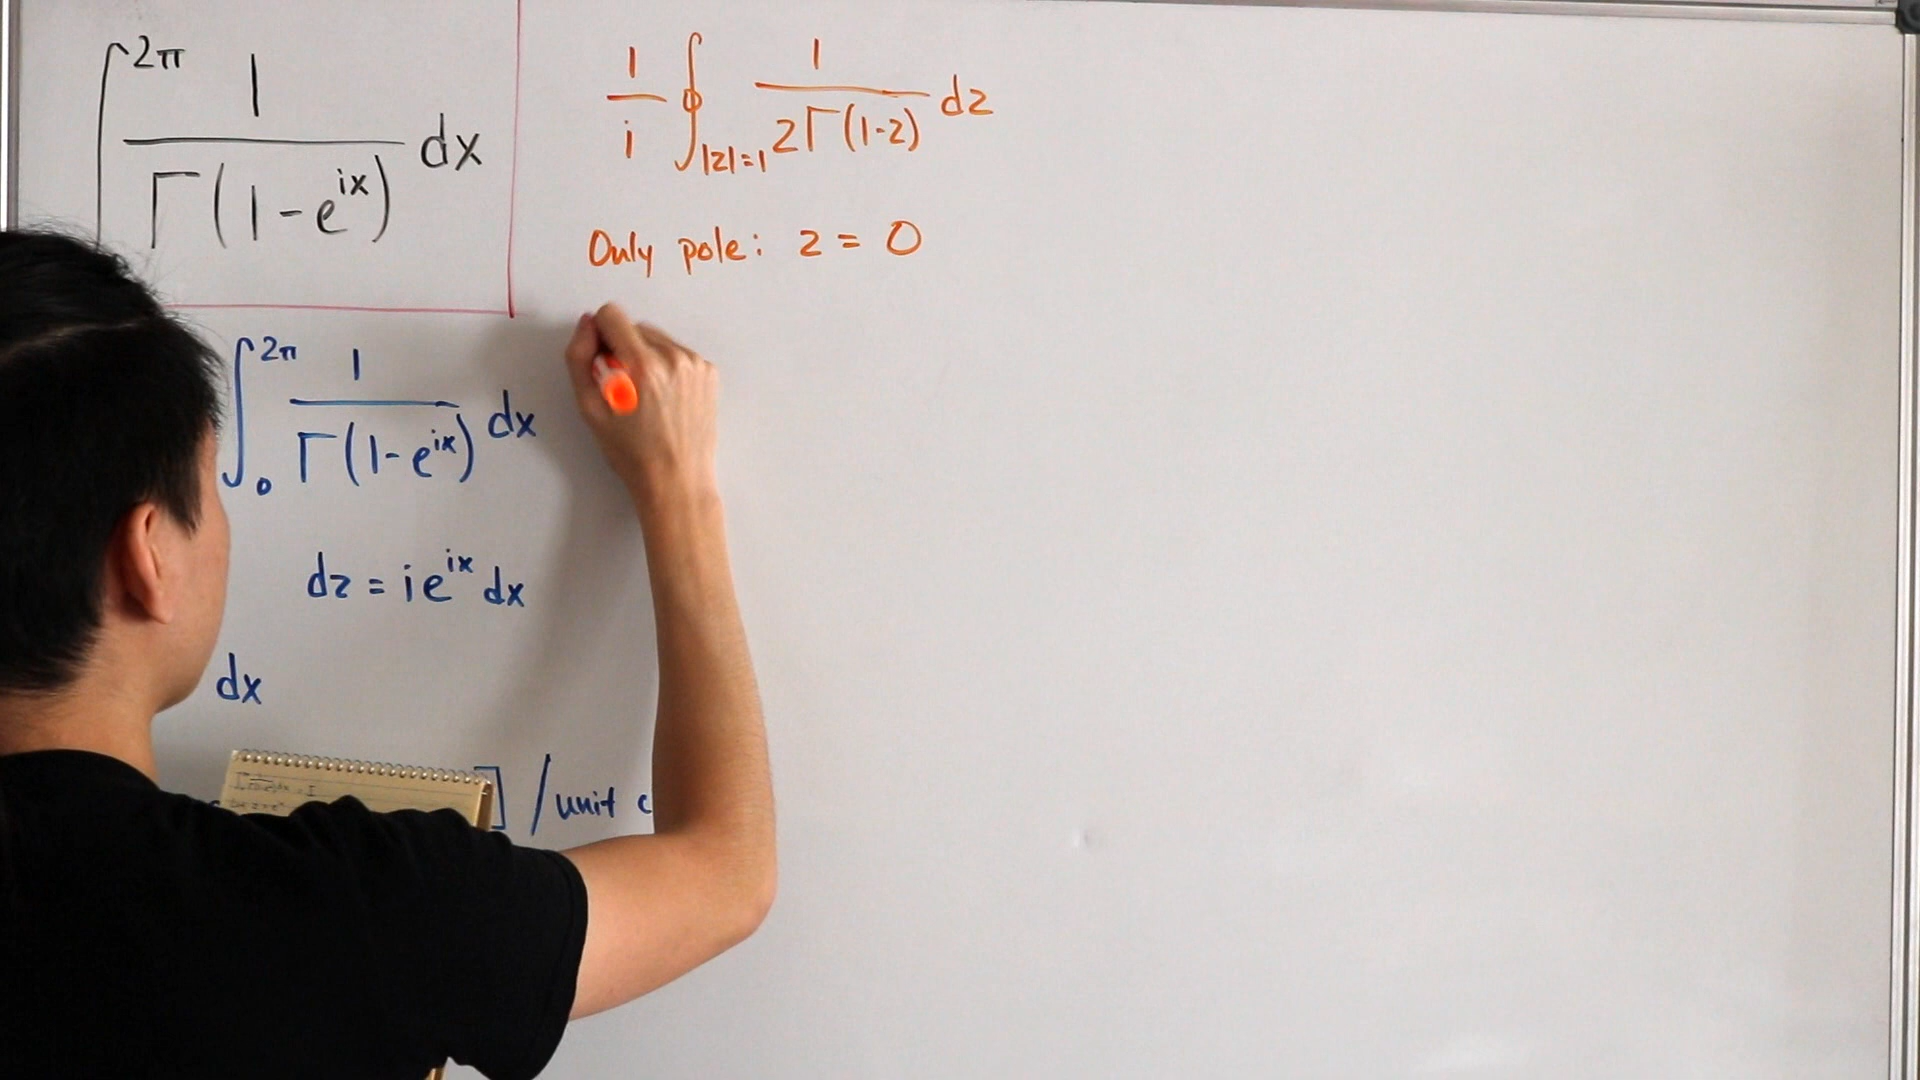 ∫^{2π} 1/Γ(1-e^{ix}) dx
∫_0^{2π} 1/Γ(1-e^{ix}) dx
dz = ie^{ix} dx
dx
] / unit c
1/i ∮_{|z|=1} 1/zΓ(1-z) dz
Only pole: z = 0